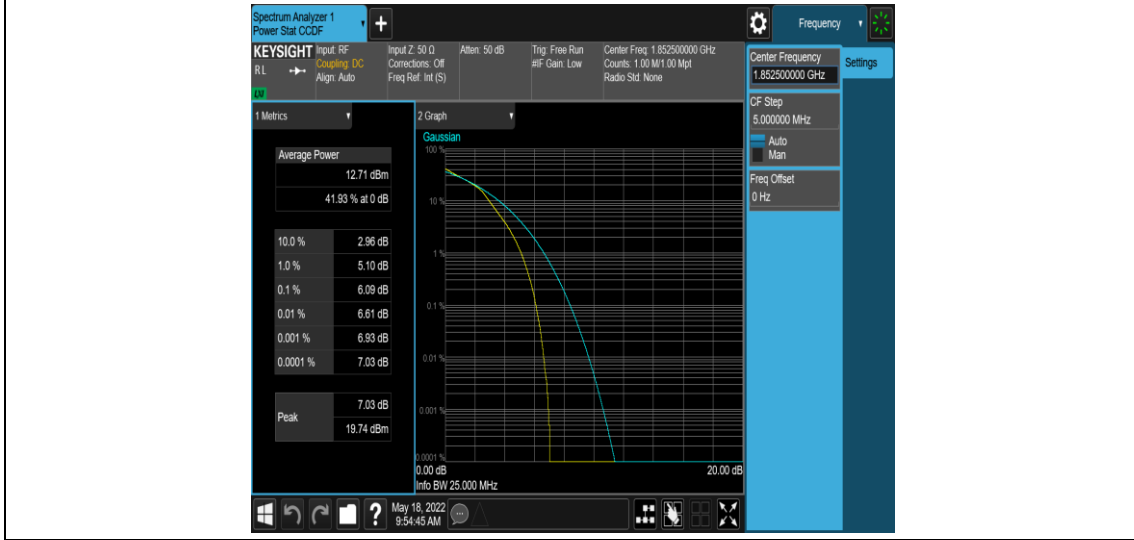 Spectrum Analyzer 1
Power Stat CCDF
+
Frequency
KEYSIGHT
RL
LXI
Input: RF
Coupling: DC
Align: Auto
Input Z: 50 Ω
Corrections: Off
Freq Ref: Int (S)
Atten: 50 dB
Trig: Free Run
#IF Gain: Low
Center Freq: 1.852500000 GHz
Counts: 1.00 M/1.00 Mpt
Radio Std: None
Center Frequency
1.852500000 GHz
Settings
CF Step
5.000000 MHz
Auto
Man
Freq Offset
0 Hz
1 Metrics
Average Power
12.71 dBm
41.93 % at 0 dB
10.0 % 2.96 dB
1.0 % 5.10 dB
0.1 % 6.09 dB
0.01 % 6.61 dB
0.001 % 6.93 dB
0.0001 % 7.03 dB
Peak
7.03 dB
19.74 dBm
2 Graph
Gaussian
100 %
10 %
1 %
0.1 %
0.01 %
0.001 %
0.0001 %
0.00 dB 20.00 dB
Info BW 25.000 MHz
?
May 18, 2022
9:54:45 AM